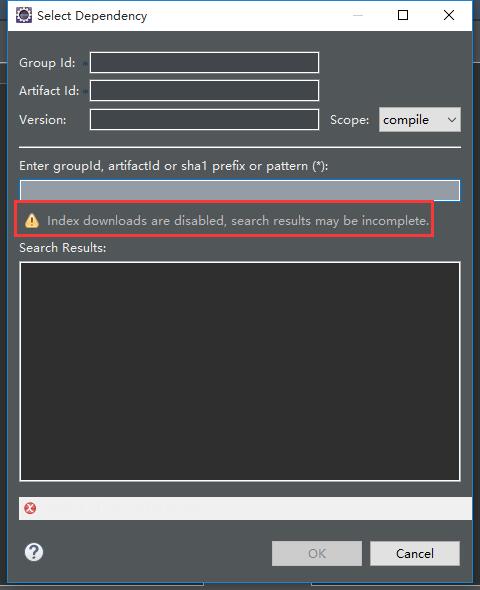 Select Dependency
Group Id:
Artifact Id:
Version:
Scope: compile
Enter groupId, artifactId or sha1 prefix or pattern (*):
Index downloads are disabled, search results may be incomplete.
Search Results:
OK Cancel